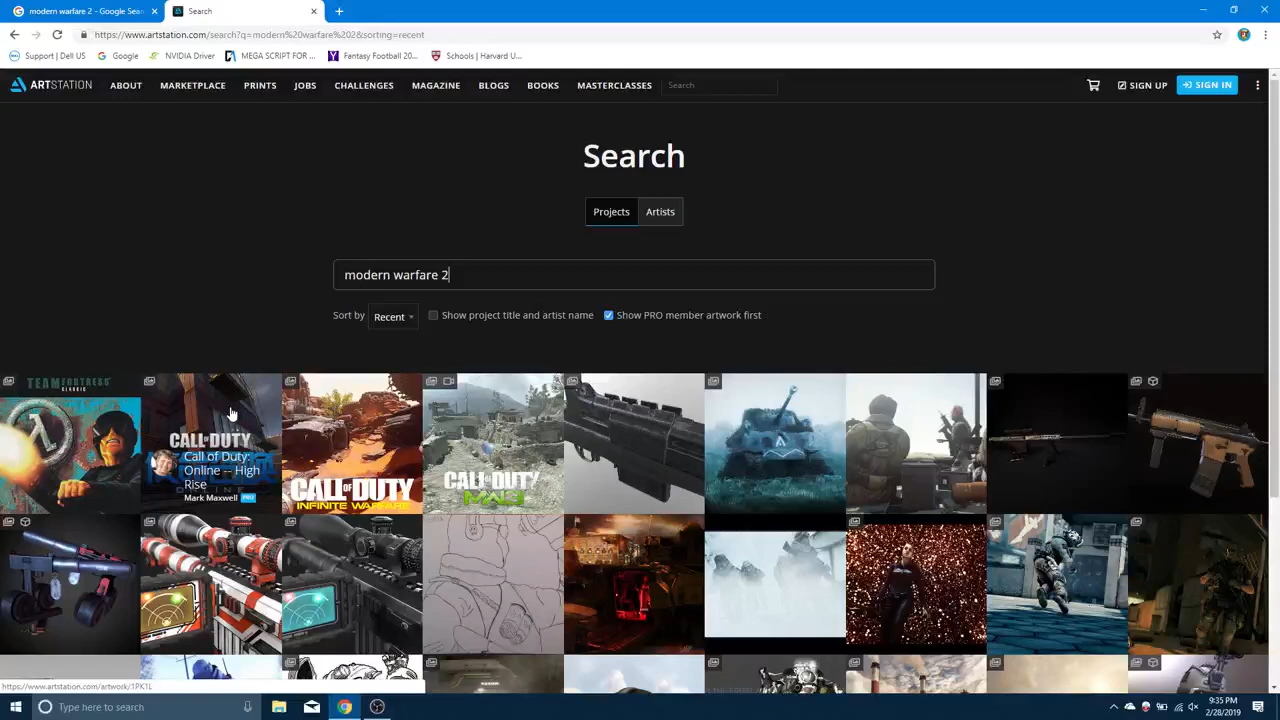 modern warfare 2 - Google Sear
Search
https://www.artstation.com/search?q=modern%20warfare%202&sorting=recent
Support | Dell US
Google
NVIDIA Driver
MEGA SCRIPT FOR ...
Fantasy Football 20...
Schools | Harvard U...
ARTSTATION
ABOUT
MARKETPLACE
PRINTS
JOBS
CHALLENGES
MAGAZINE
BLOGS
BOOKS
MASTERCLASSES
Search
SIGN UP
SIGN IN
Search
Projects
Artists
modern warfare 2
Sort by
Recent
Show project title and artist name
Show PRO member artwork first
TEAM FORTRESS
CLASSIC
CALL OF DUTY
ONLINE
Call of Duty:
Online -- High
Rise
Mark Maxwell PRO
CALL OF DUTY
INFINITE WARFARE
CALL OF DUTY
MW3
https://www.artstation.com/artwork/1PK1L
Type here to search
9:35 PM
2/28/2019